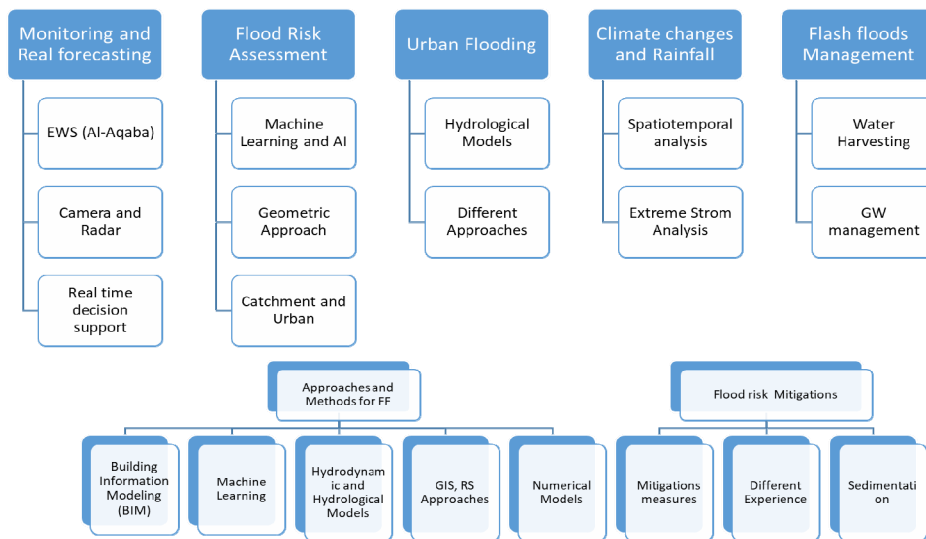 Monitoring and
Real forecasting
EWS (Al-Aqaba)
Camera and
Radar
Real time
decision
support
Flood Risk
Assessment
Machine
Learning and AI
Geometric
Approach
Catchment and
Urban
Urban Flooding
Hydrological
Models
Different
Approaches
Climate changes
and Rainfall
Spatiotemporal
analysis
Extreme Strom
Analysis
Flash floods
Management
Water
Harvesting
GW
management
Approaches and
Methods for FF
Building
Information
Modeling
(BIM)
Machine
Learning
Hydrodynam
ic and
Hydrological
Models
GIS, RS
Approaches
Numerical
Models
Flood risk Mitigations
Mitigations
measures
Different
Experience
Sedimentati
on